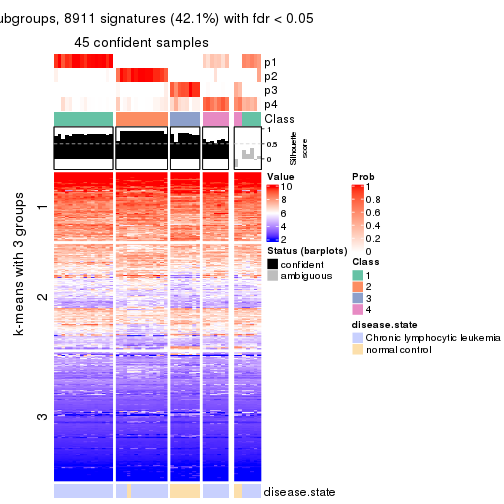 ubgroups, 8911 signatures (42.1%) with fdr < 0.05
45 confident samples
p1
p2
p3
p4
Class
1
0.5
0
Silhouette
score
k-means with 3 groups
1
2
3
disease.state
Value
10
8
6
4
2
Status (barplots)
confident
ambiguous
Prob
1
0.8
0.6
0.4
0.2
0
Class
1
2
3
4
disease.state
Chronic lymphocytic leukemia
normal control